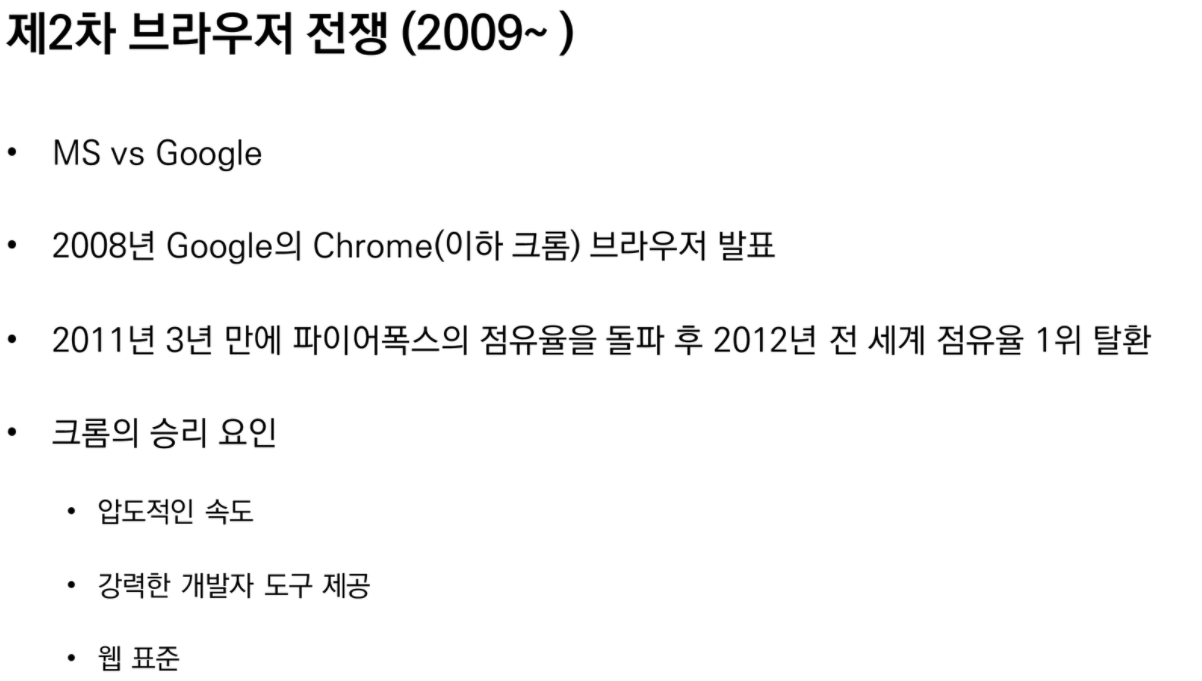 제2차 브라우저 전쟁 (2009~ )
• MS vs Google
• 2008년 Google의 Chrome(이하 크롬) 브라우저 발표
• 2011년 3년 만에 파이어폭스의 점유율을 돌파 후 2012년 전 세계 점유율 1위 탈환
• 크롬의 승리 요인
• 압도적인 속도
• 강력한 개발자 도구 제공
• 웹 표준